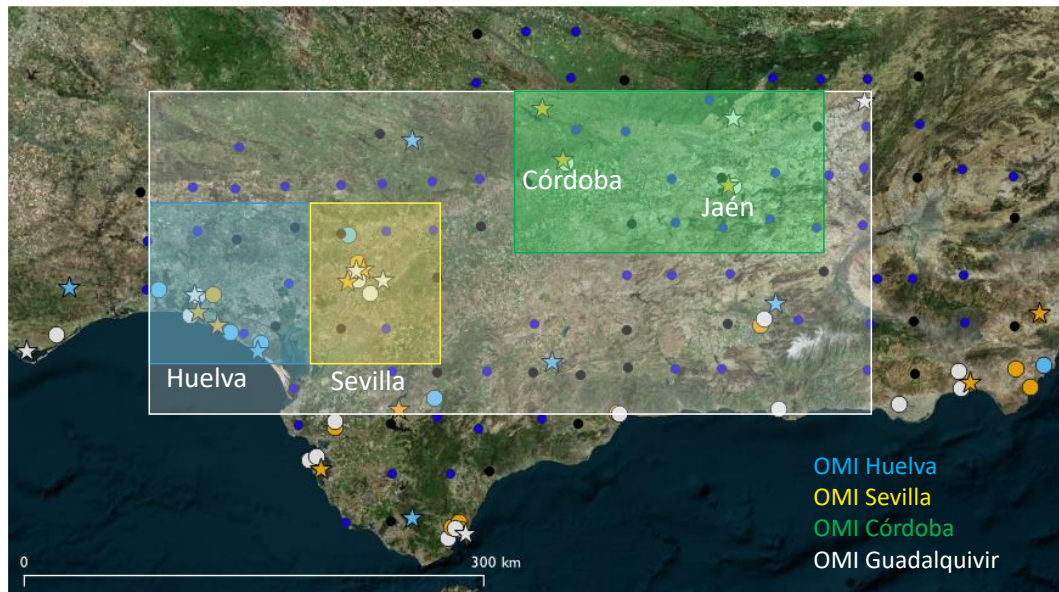 Córdoba
Jaén
Huelva
Sevilla
OMI Huelva
OMI Sevilla
OMI Córdoba
OMI Guadalquivir
0
300 km